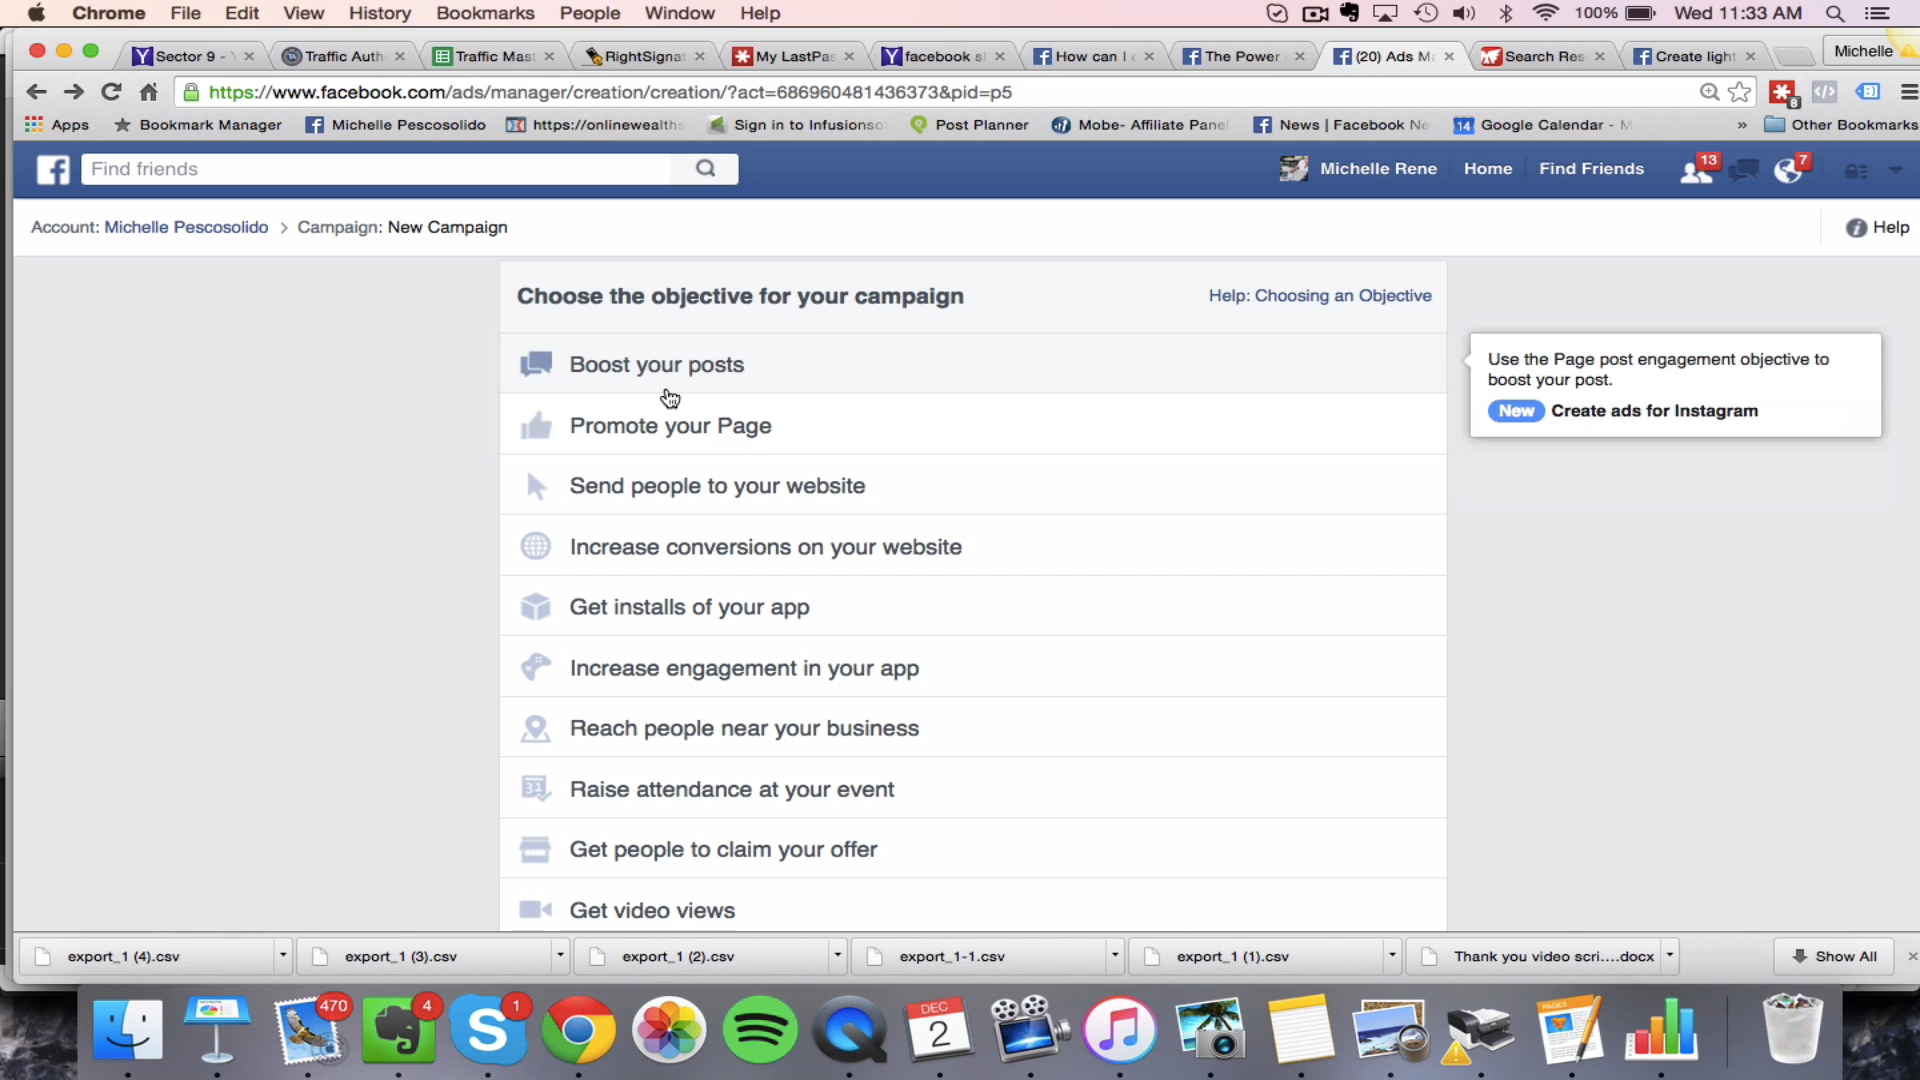 Chrome File Edit View History Bookmarks People Window Help 100% Wed 11:33 AM
Sector 9 - Traffic Auth Traffic Mast RightSignat My LastPas facebook s How can I The Power (20) Ads M Search Res Create light Michelle
https://www.facebook.com/ads/manager/creation/creation/?act=686960481436373&pid=p5 8
Apps Bookmark Manager Michelle Pescosolido https://onlinewealths Sign in to Infusionso Post Planner Mobe- Affiliate Pane News | Facebook Ne 14 Google Calendar - M » Other Bookmarks
Find friends Michelle Rene Home Find Friends 13 7
Account: Michelle Pescosolido > Campaign: New Campaign Help
Choose the objective for your campaign Help: Choosing an Objective
Boost your posts
Use the Page post engagement objective to
boost your post.
New Create ads for Instagram
Promote your Page
Send people to your website
Increase conversions on your website
Get installs of your app
Increase engagement in your app
Reach people near your business
31 Raise attendance at your event
Get people to claim your offer
Get video views
export_1 (4).csv export_1 (3).csv export_1 (2).csv export_1-1.csv export_1 (1).csv Thank you video scri....docx Show All
470 4 1 DEC
2 PAGES